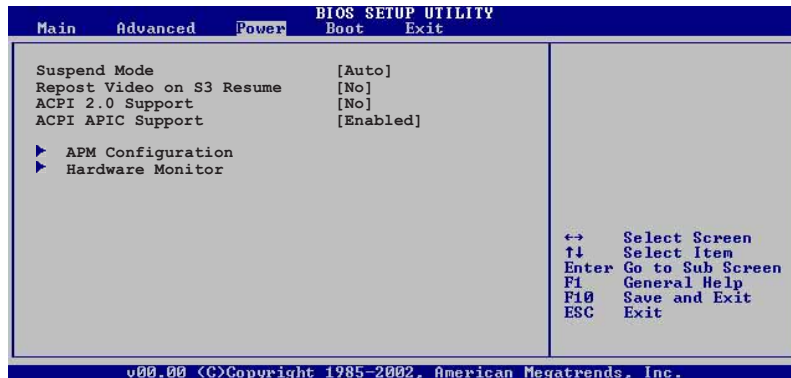 BIOS SETUP UTILITY
Main Advanced Power Boot Exit
Suspend Mode [Auto]
Repost Video on S3 Resume [No]
ACPI 2.0 Support [No]
ACPI APIC Support [Enabled]
APM Configuration
Hardware Monitor
←→ Select Screen
↑↓ Select Item
Enter Go to Sub Screen
F1 General Help
F10 Save and Exit
ESC Exit
v00.00 (C)Copyright 1985-2002, American Megatrends, Inc.